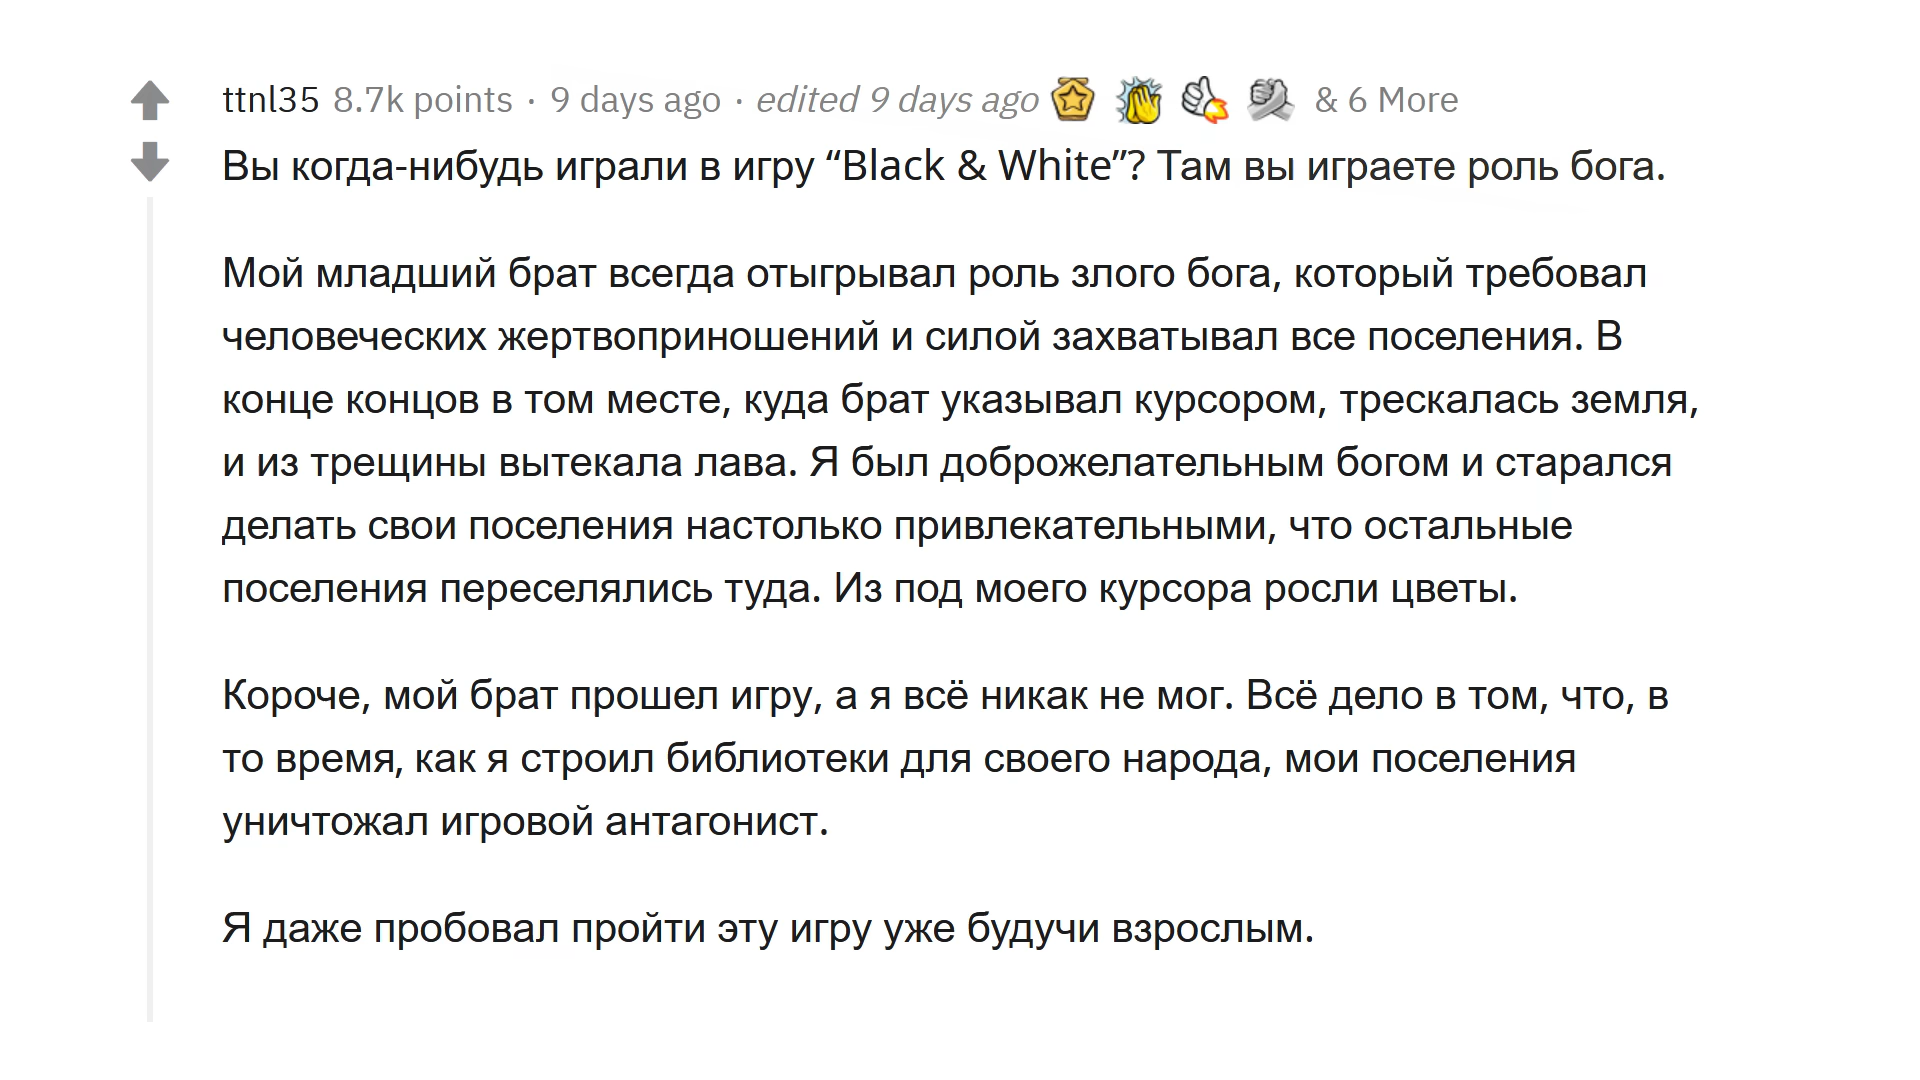 ttnl35 8.7k points · 9 days ago · edited 9 days ago & 6 More
Вы когда-нибудь играли в игру “Black & White”? Там вы играете роль бога.
Мой младший брат всегда отыгрывал роль злого бога, который требовал
человеческих жертвоприношений и силой захватывал все поселения. В
конце концов в том месте, куда брат указывал курсором, трескалась земля,
и из трещины вытекала лава. Я был доброжелательным богом и старался
делать свои поселения настолько привлекательными, что остальные
поселения переселялись туда. Из под моего курсора росли цветы.
Короче, мой брат прошел игру, а я всё никак не мог. Всё дело в том, что, в
то время, как я строил библиотеки для своего народа, мои поселения
уничтожал игровой антагонист.
Я даже пробовал пройти эту игру уже будучи взрослым.